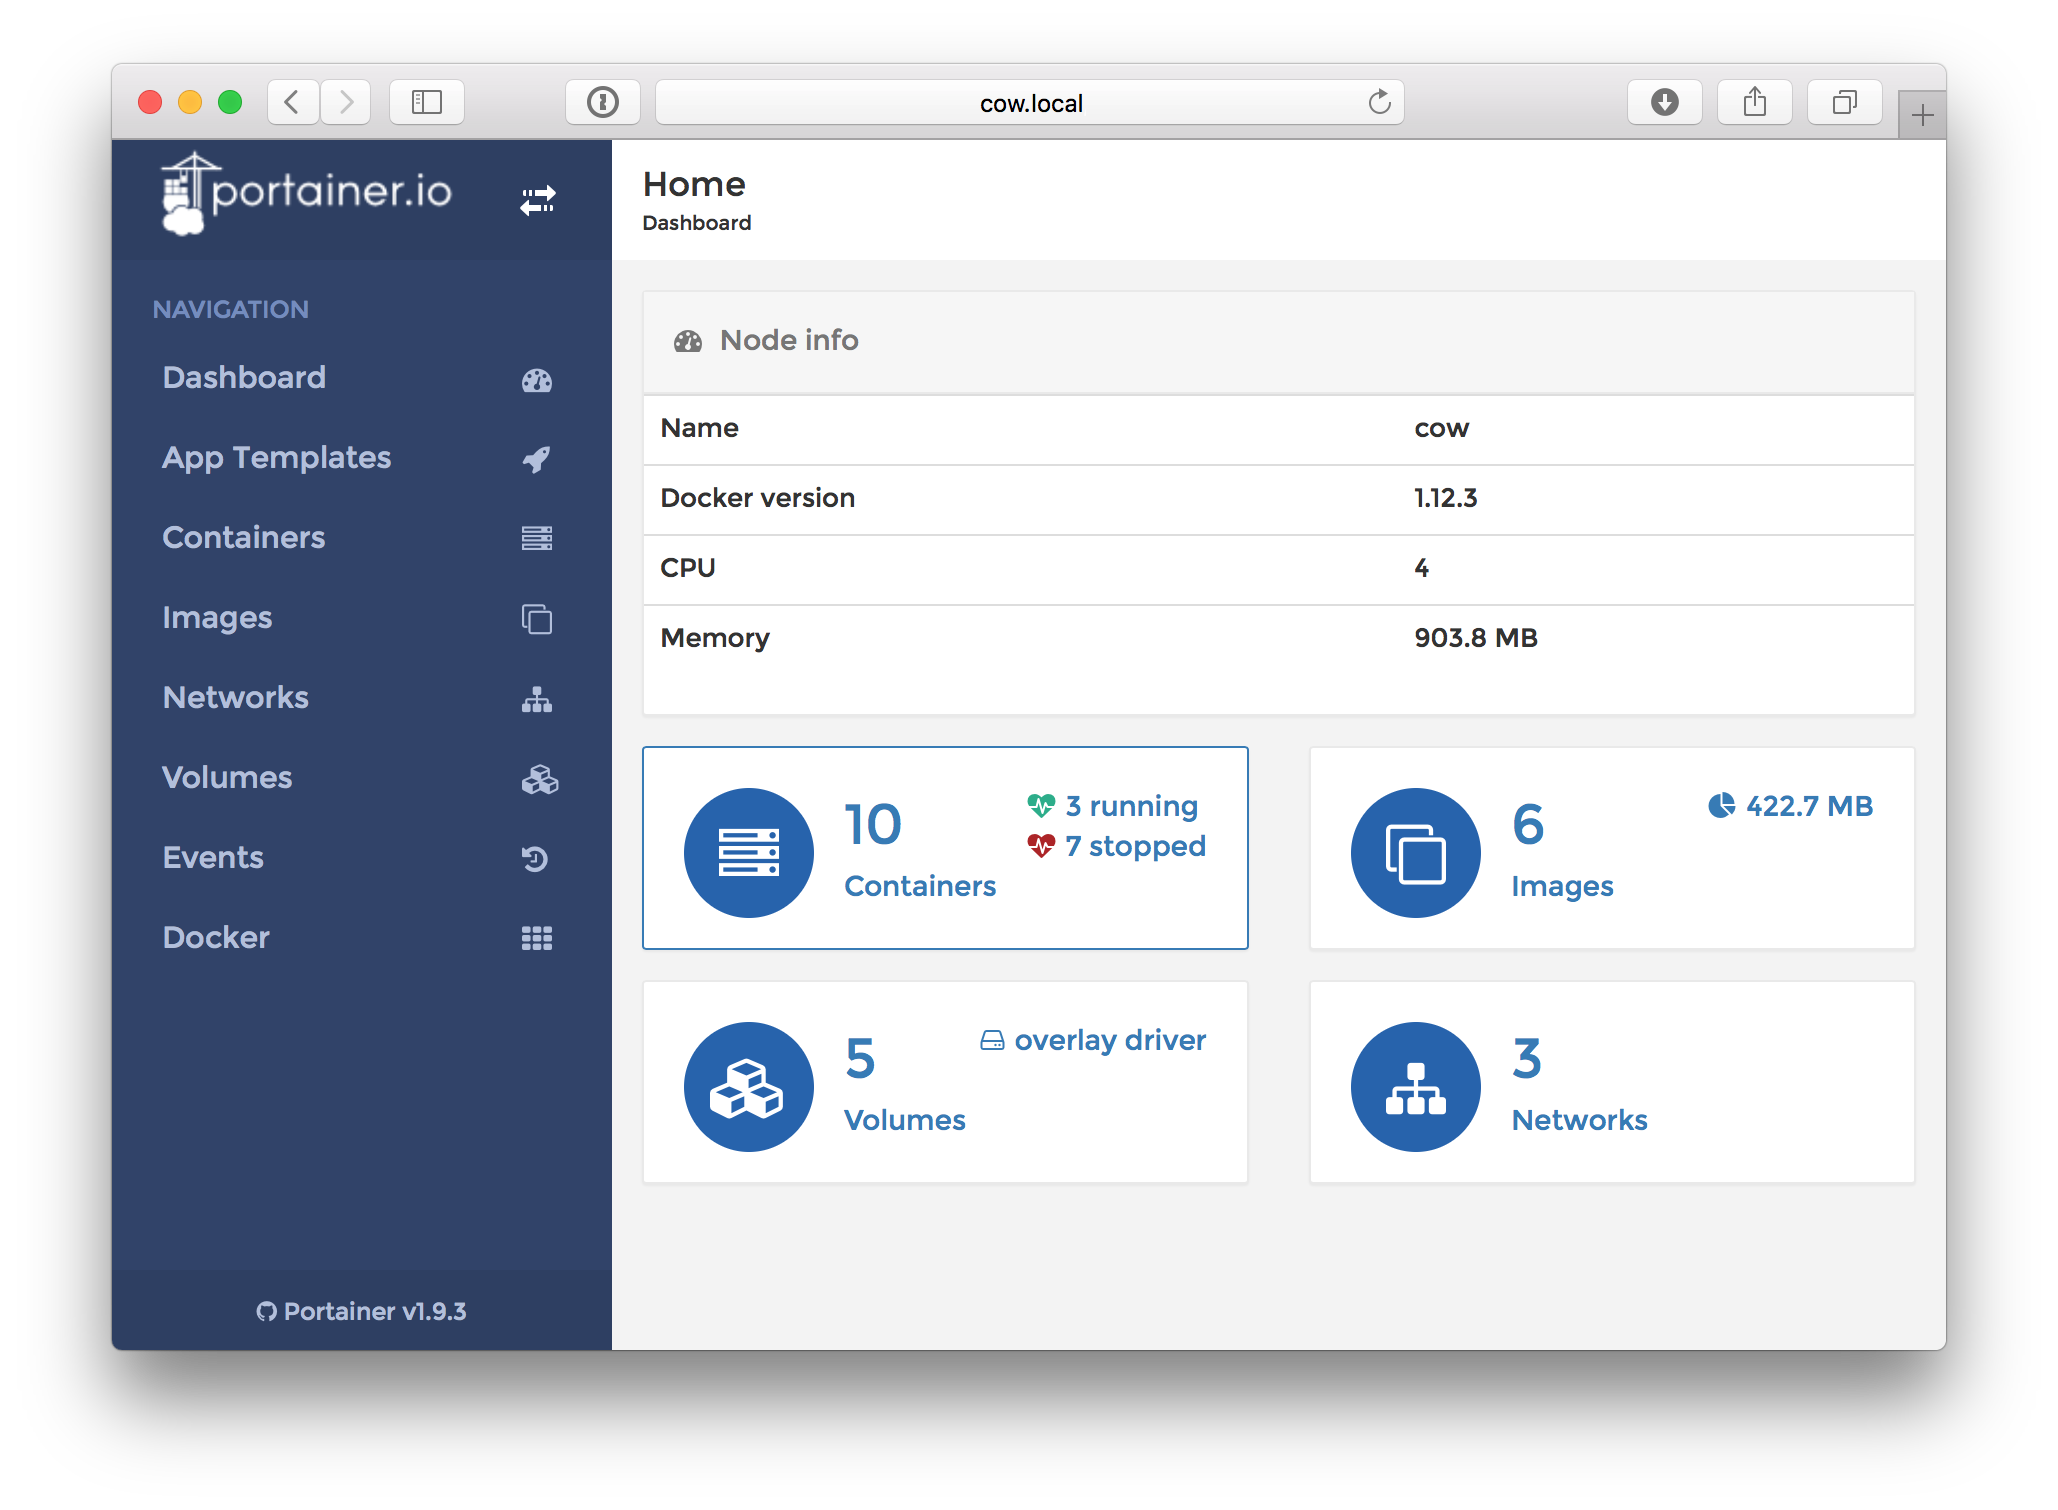 cow.local
portainer.io
Home
Dashboard
NAVIGATION
Dashboard
App Templates
Containers
Images
Networks
Volumes
Events
Docker
Portainer v1.9.3
Node info
Name cow
Docker version 1.12.3
CPU 4
Memory 903.8 MB
10
Containers
3 running
7 stopped
6
Images
422.7 MB
5
Volumes
overlay driver
3
Networks